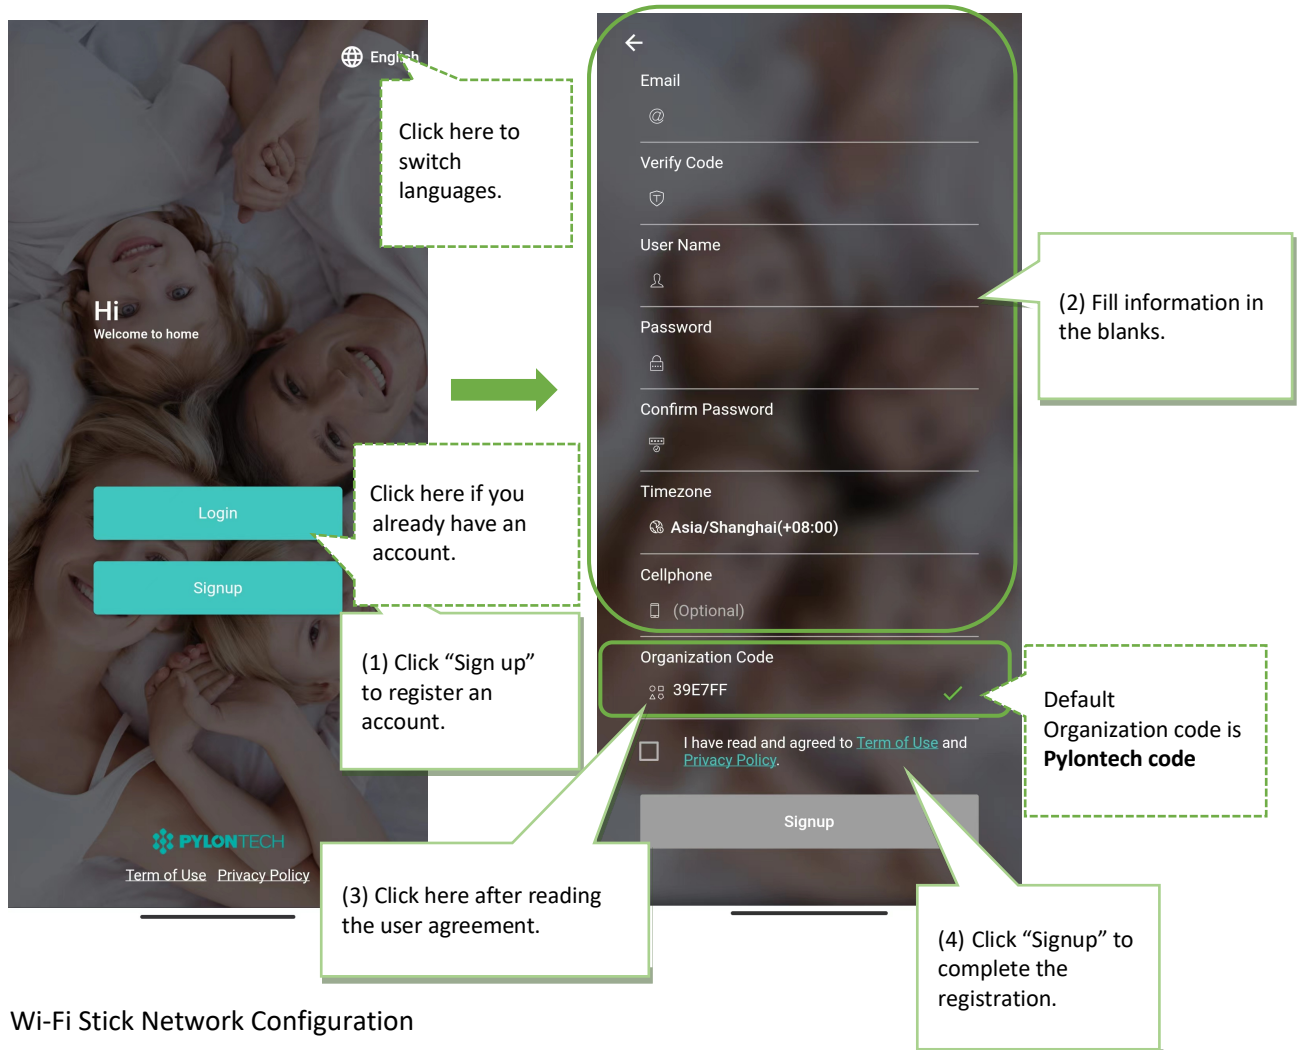 English
Click here to
switch
languages.
Hi
Welcome to home
Login
Click here if you
already have an
account.
Signup
(1) Click “Sign up”
to register an
account.
PYLONTECH
Term of Use Privacy Policy
Email
Verify Code
User Name
(2) Fill information in
the blanks.
Password
Confirm Password
Timezone
Asia/Shanghai(+08:00)
Cellphone
(Optional)
Organization Code
39E7FF
Default
Organization code is
Pylontech code
I have read and agreed to Term of Use and
Privacy Policy.
Signup
(3) Click here after reading
the user agreement.
(4) Click “Signup” to
complete the
registration.
Wi-Fi Stick Network Configuration